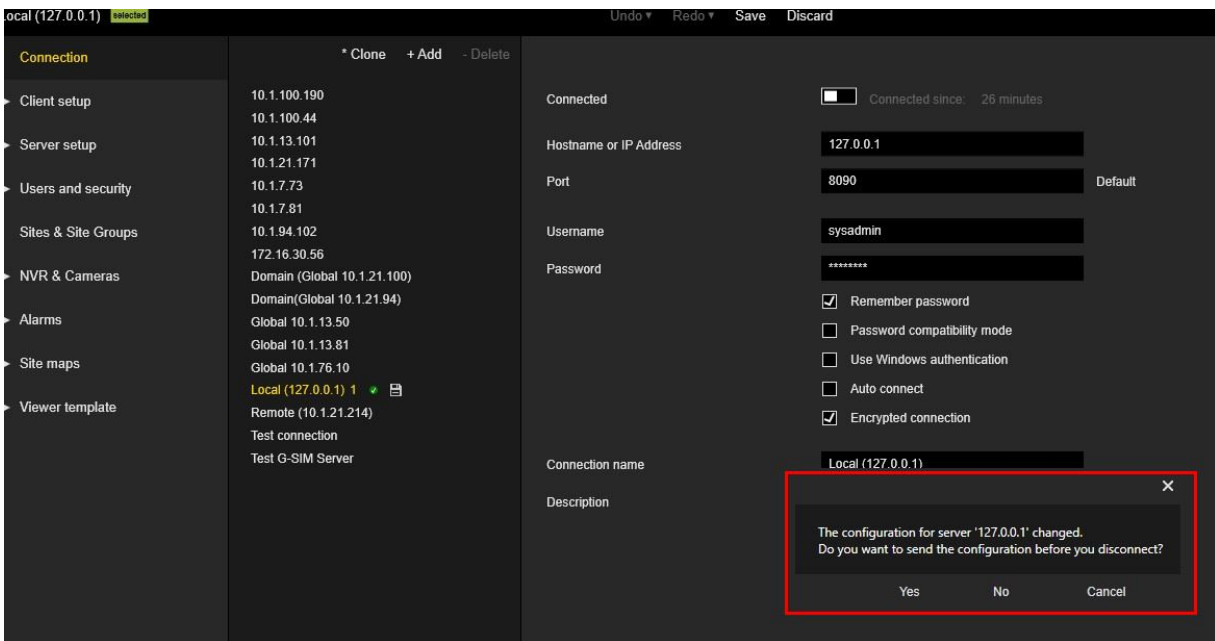 ocal (127.0.0.1) selected
Undo Redo Save Discard
Connection
Client setup
Server setup
Users and security
Sites & Site Groups
NVR & Cameras
Alarms
Site maps
Viewer template
* Clone + Add - Delete
10.1.100.190
10.1.100.44
10.1.13.101
10.1.21.171
10.1.7.73
10.1.7.81
10.1.94.102
172.16.30.56
Domain (Global 10.1.21.100)
Domain(Global 10.1.21.94)
Global 10.1.13.50
Global 10.1.13.81
Global 10.1.76.10
Local (127.0.0.1) 1
Remote (10.1.21.214)
Test connection
Test G-SIM Server
Connected Connected since: 26 minutes
Hostname or IP Address 127.0.0.1
Port 8090 Default
Username sysadmin
Password ********
Remember password
Password compatibility mode
Use Windows authentication
Auto connect
Encrypted connection
Connection name Local (127.0.0.1)
Description
The configuration for server '127.0.0.1' changed.
Do you want to send the configuration before you disconnect?
Yes No Cancel